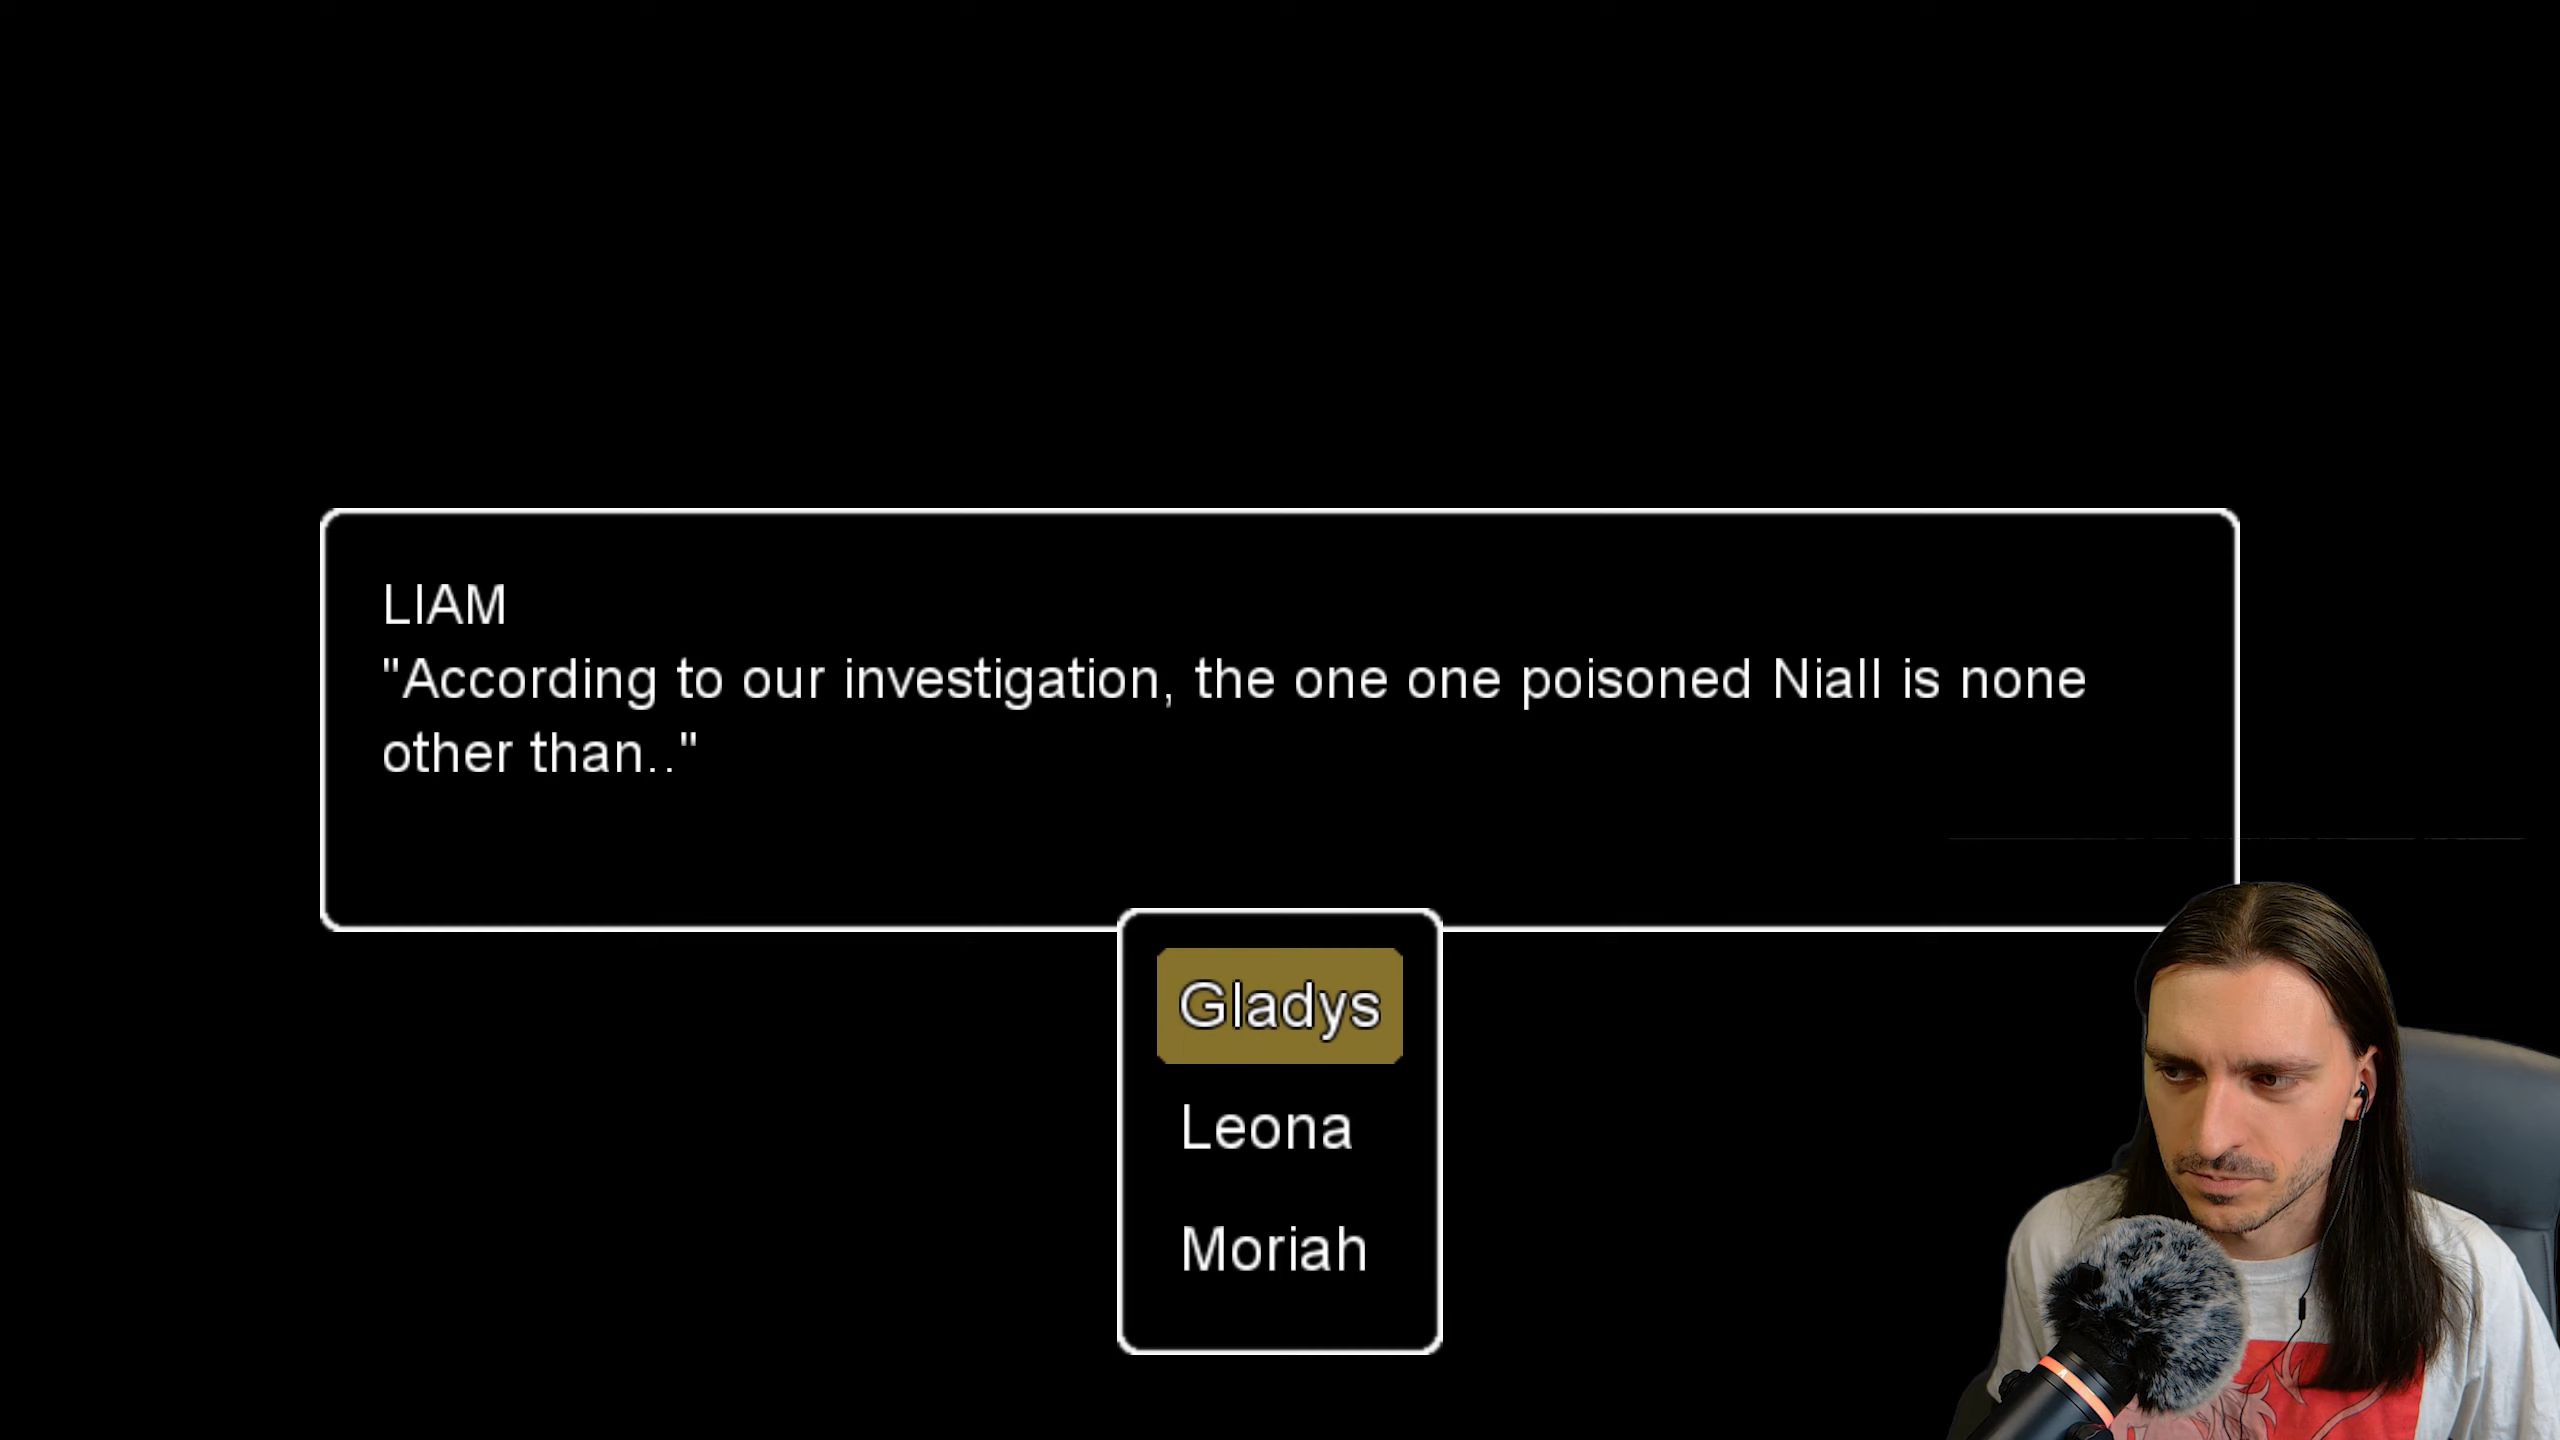 LIAM
"According to our investigation, the one one poisoned Niall is none
other than.."
Gladys
Leona
Moriah